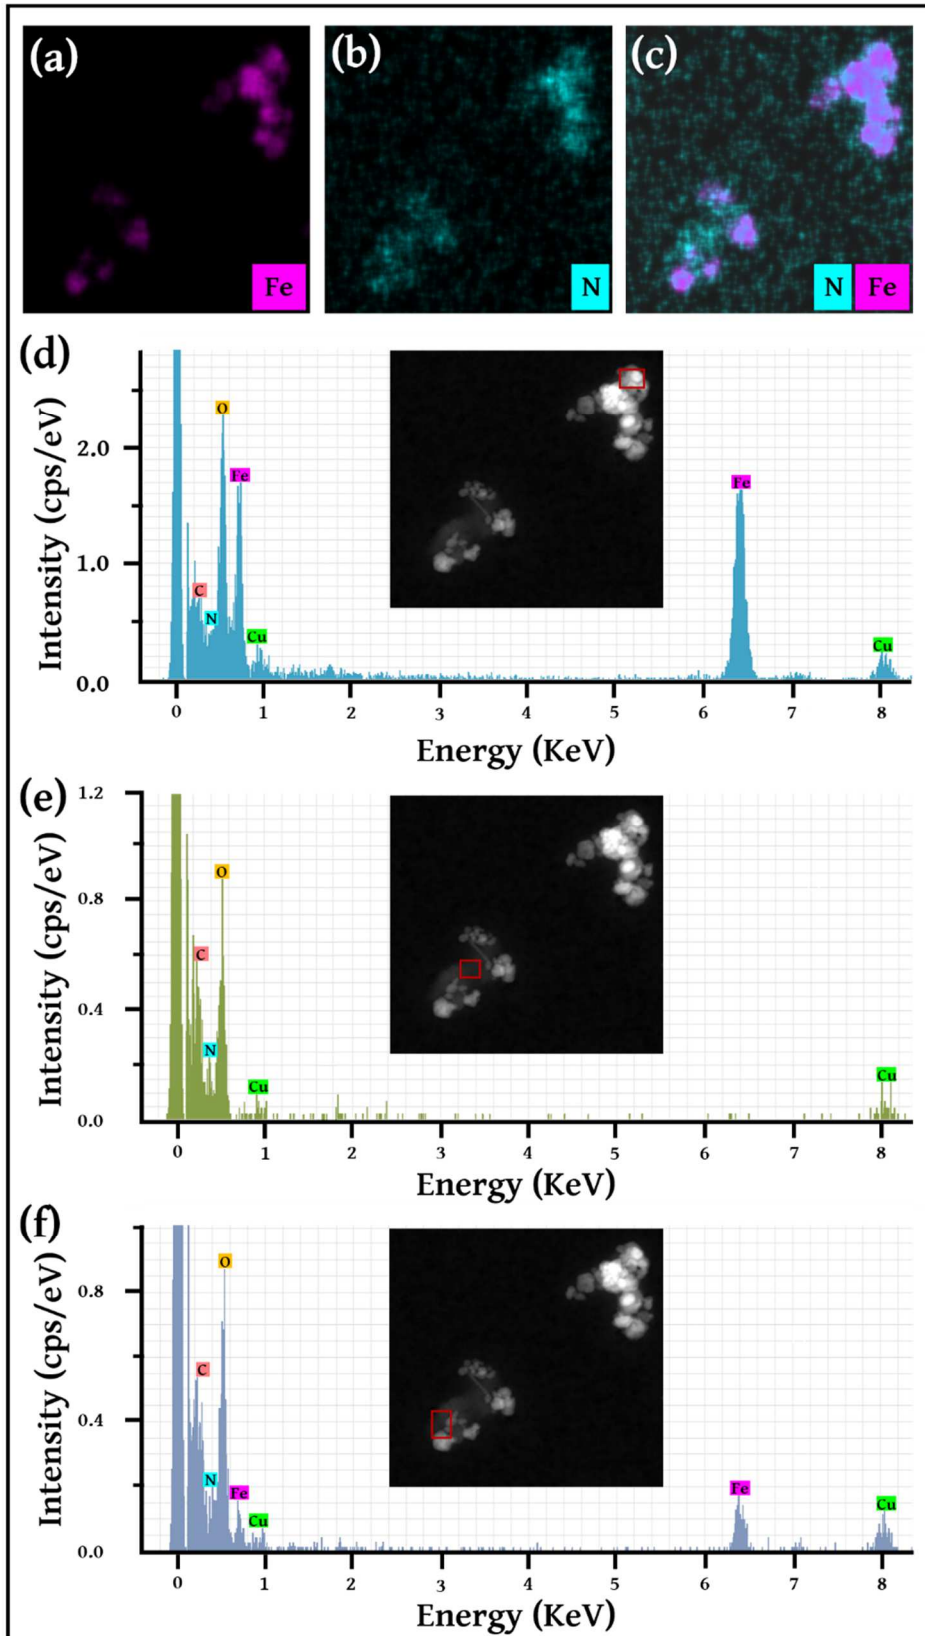 (a)
(b)
(c)
Fe
N
N Fe
(d)
Intensity (cps/eV)
2.0
1.0
0.0
O
Fe
C
N
Cu
Fe
Cu
0 1 2 3 4 5 6 7 8
Energy (KeV)
(e)
Intensity (cps/eV)
1.2
0.8
0.4
0.0
O
C
N
Cu
Cu
0 1 2 3 4 5 6 7 8
Energy (KeV)
(f)
Intensity (cps/eV)
0.8
0.4
0.0
O
C
N
Fe
Cu
Fe
Cu
0 1 2 3 4 5 6 7 8
Energy (KeV)